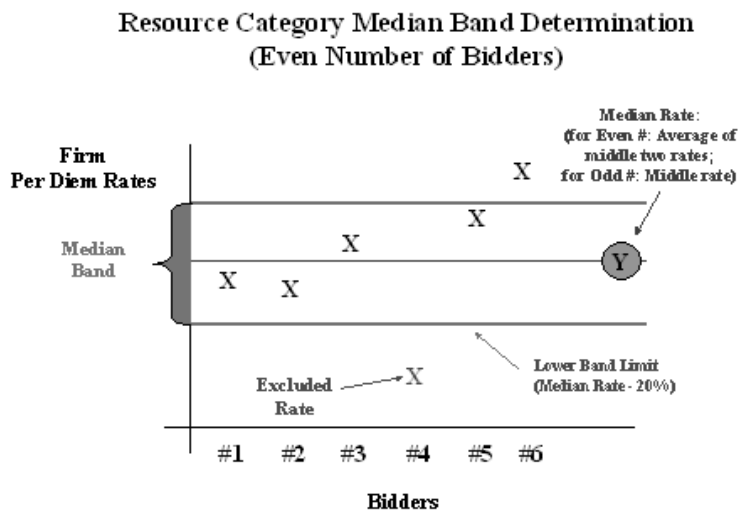 Resource Category Median Band Determination
(Even Number of Bidders)
Median Rate:
(for Even #: Average of
middle two rates;
for Odd #: Middle rate)
Firm
Per Diem Rates
X
X
Median
Band
X
Y
X
X
Lower Band Limit
(Median Rate - 20%)
Excluded
Rate
X
#1 #2 #3 #4 #5 #6
Bidders